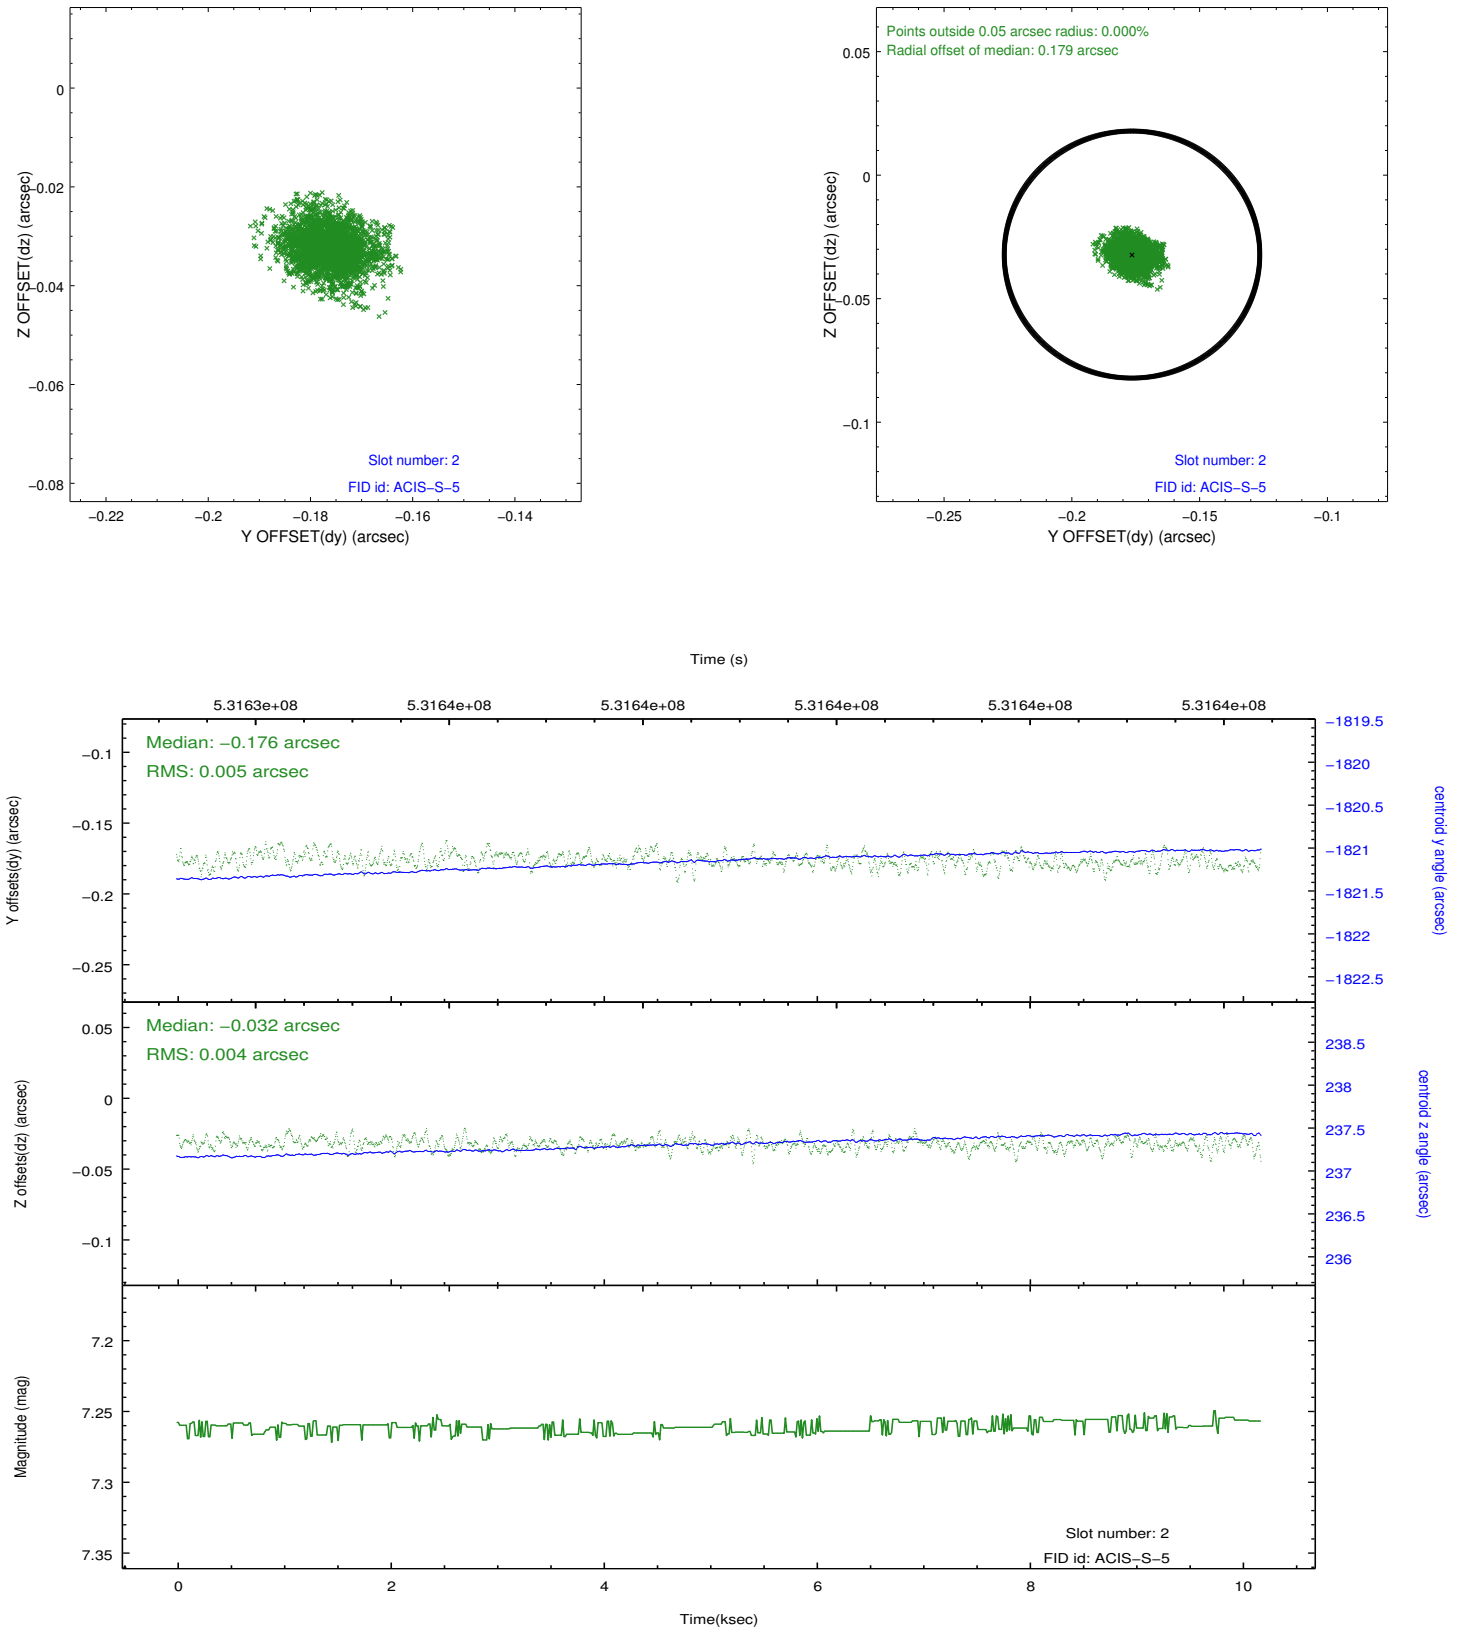 0
−0.02
−0.04
−0.06
−0.08
Z OFFSET(dz) (arcsec)
Slot number: 2
FID id: ACIS−S−5
−0.22
−0.2
−0.18
−0.16
−0.14
Y OFFSET(dy) (arcsec)
Points outside 0.05 arcsec radius: 0.000%
Radial offset of median: 0.179 arcsec
0.05
0
−0.05
−0.1
Z OFFSET(dz) (arcsec)
Slot number: 2
FID id: ACIS−S−5
−0.25
−0.2
−0.15
−0.1
Y OFFSET(dy) (arcsec)
Time (s)
5.3163e+08
5.3164e+08
5.3164e+08
5.3164e+08
5.3164e+08
5.3164e+08
Median: −0.176 arcsec
RMS: 0.005 arcsec
−0.1
−0.15
−0.2
−0.25
Y offsets(dy) (arcsec)
−1819.5
−1820
−1820.5
−1821
−1821.5
−1822
−1822.5
centroid y angle (arcsec)
Median: −0.032 arcsec
RMS: 0.004 arcsec
0.05
0
−0.05
−0.1
Z offsets(dz) (arcsec)
238.5
238
237.5
237
236.5
236
centroid z angle (arcsec)
7.2
7.25
7.3
7.35
Magnitude (mag)
Slot number: 2
FID id: ACIS−S−5
0
2
4
6
8
10
Time(ksec)